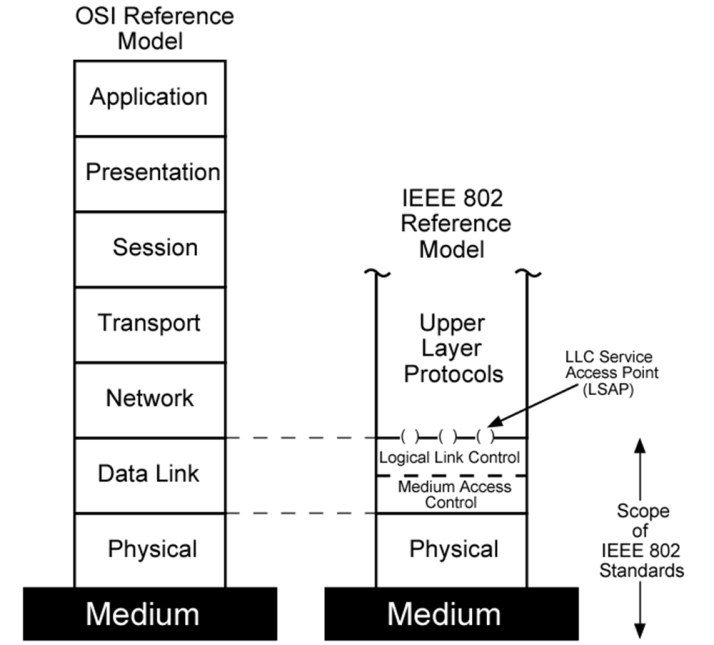 OSI Reference
Model
Application
Presentation
Session
Transport
Network
Data Link
Physical
Medium
IEEE 802
Reference
Model
Upper
Layer
Protocols
LLC Service
Access Point
(LSAP)
Logical Link Control
Medium Access
Control
Physical
Medium
Scope
of
IEEE 802
Standards